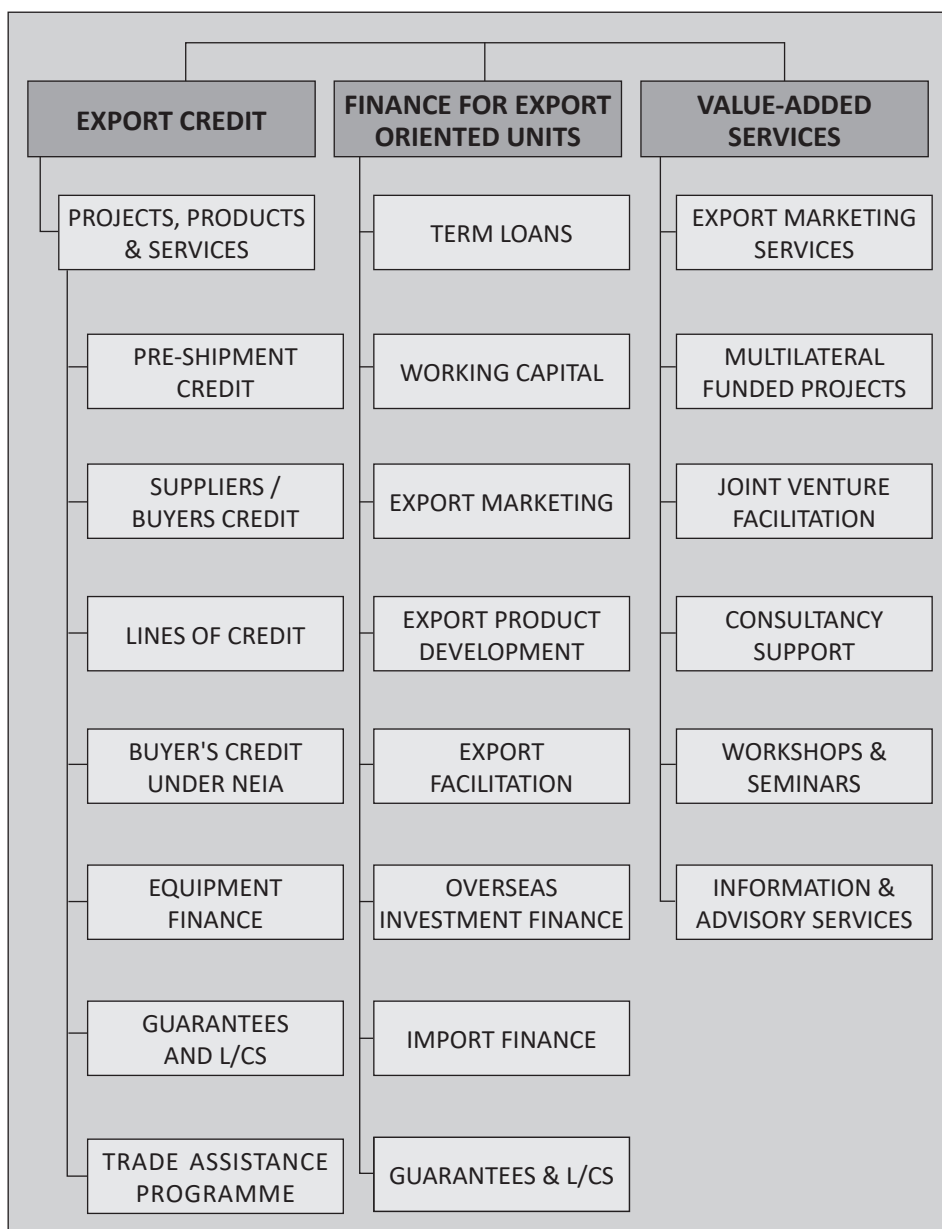 EXPORT CREDIT
PROJECTS, PRODUCTS
& SERVICES
PRE-SHIPMENT
CREDIT
SUPPLIERS /
BUYERS CREDIT
LINES OF CREDIT
BUYER'S CREDIT
UNDER NEIA
EQUIPMENT
FINANCE
GUARANTEES
AND L/CS
TRADE ASSISTANCE
PROGRAMME
FINANCE FOR EXPORT
ORIENTED UNITS
TERM LOANS
WORKING CAPITAL
EXPORT MARKETING
EXPORT PRODUCT
DEVELOPMENT
EXPORT
FACILITATION
OVERSEAS
INVESTMENT FINANCE
IMPORT FINANCE
GUARANTEES & L/CS
VALUE-ADDED
SERVICES
EXPORT MARKETING
SERVICES
MULTILATERAL
FUNDED PROJECTS
JOINT VENTURE
FACILITATION
CONSULTANCY
SUPPORT
WORKSHOPS &
SEMINARS
INFORMATION &
ADVISORY SERVICES